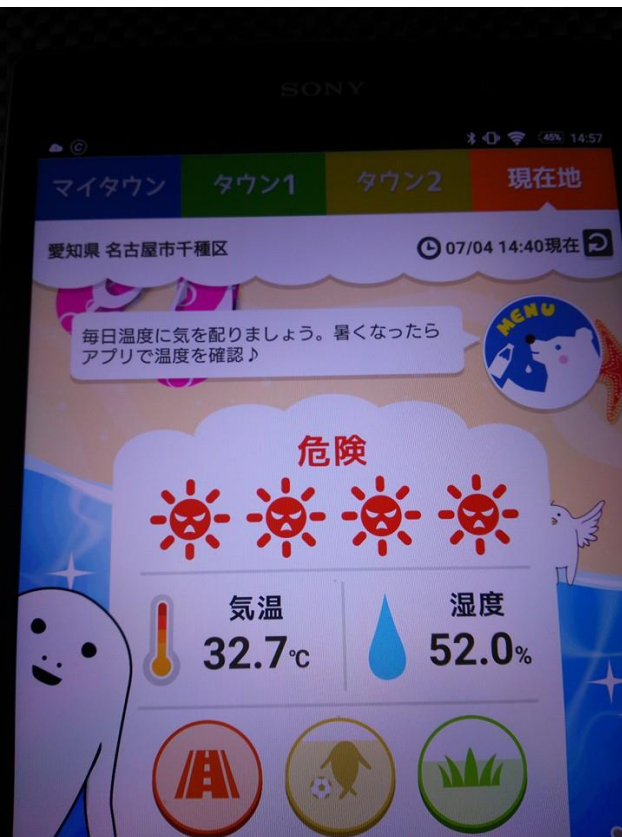 SONY
45% 14:57
マイタウン タウン1 タウン2 現在地
愛知県 名古屋市千種区 07/04 14:40現在
毎日温度に気を配りましょう。暑くなったら
アプリで温度を確認♪
MENU
危険
気温 湿度
32.7℃ 52.0%